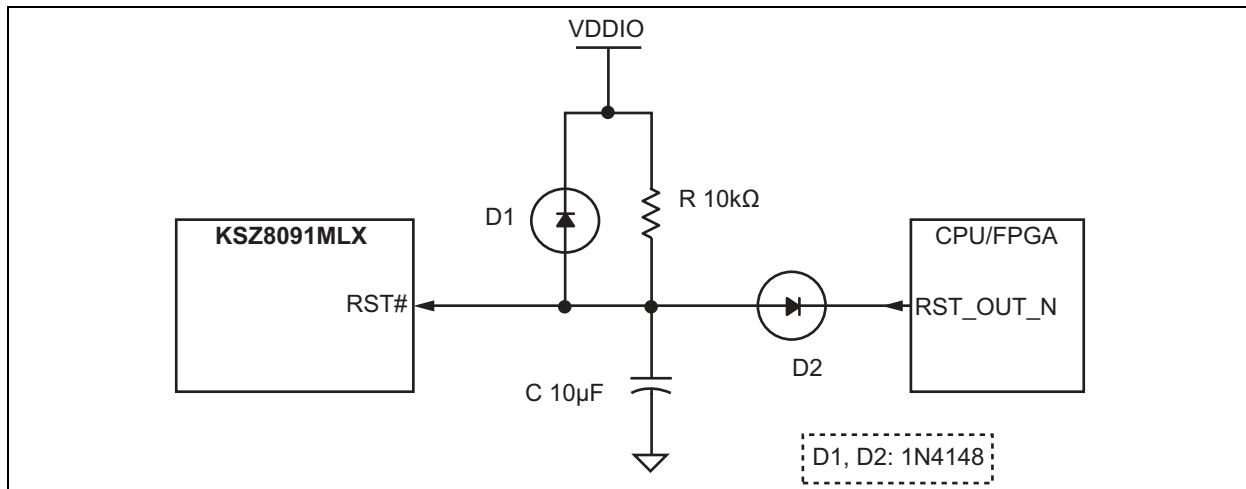 VDDIO
D1
R 10kΩ
KSZ8091MLX
CPU/FPGA
RST#
RST_OUT_N
D2
C 10µF
D1, D2: 1N4148